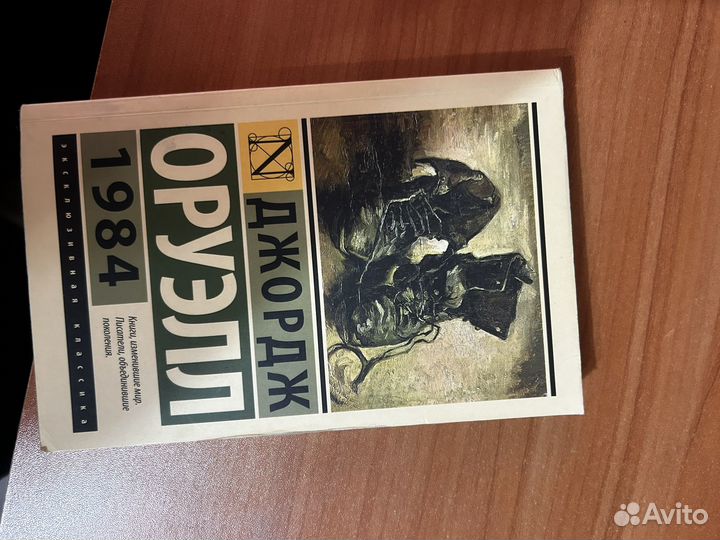 N
ДЖОРДЖ
ОРУЭЛЛ
1984
Книги, изменившие мир.
Писатели, объединившие
поколения.
эксклюзивная классика
Avito